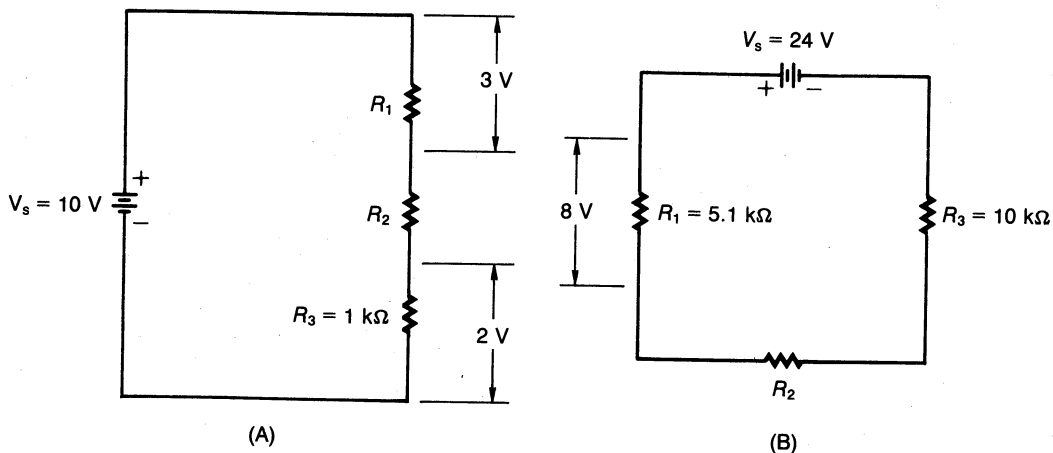 3 V
R₁
+
Vₛ = 10 V
−
R₂
R₃ = 1 kΩ
2 V
(A)
Vₛ = 24 V
+ −
8 V
R₁ = 5.1 kΩ
R₃ = 10 kΩ
R₂
(B)